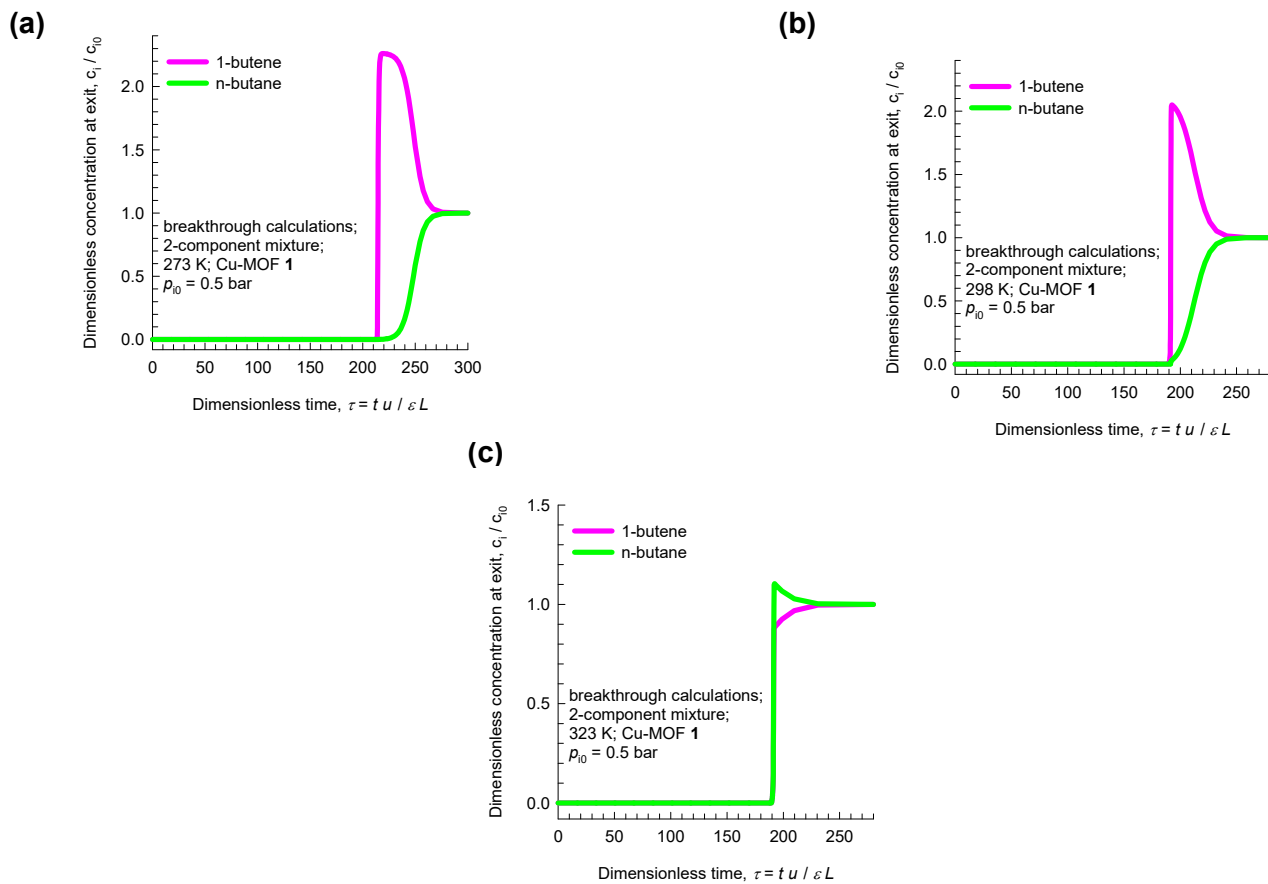 (a)
Dimensionless concentration at exit, c_i / c_i0
1-butene
n-butane
2.0
1.5
1.0
0.5
0.0
breakthrough calculations;
2-component mixture;
273 K; Cu-MOF 1
p_i0 = 0.5 bar
0 50 100 150 200 250 300
Dimensionless time, τ = t u / ε L
(b)
Dimensionless concentration at exit, c_i / c_i0
1-butene
n-butane
2.0
1.5
1.0
0.5
0.0
breakthrough calculations;
2-component mixture;
298 K; Cu-MOF 1
p_i0 = 0.5 bar
0 50 100 150 200 250
Dimensionless time, τ = t u / ε L
(c)
Dimensionless concentration at exit, c_i / c_i0
1.5
1-butene
n-butane
1.0
0.5
0.0
breakthrough calculations;
2-component mixture;
323 K; Cu-MOF 1
p_i0 = 0.5 bar
0 50 100 150 200 250
Dimensionless time, τ = t u / ε L